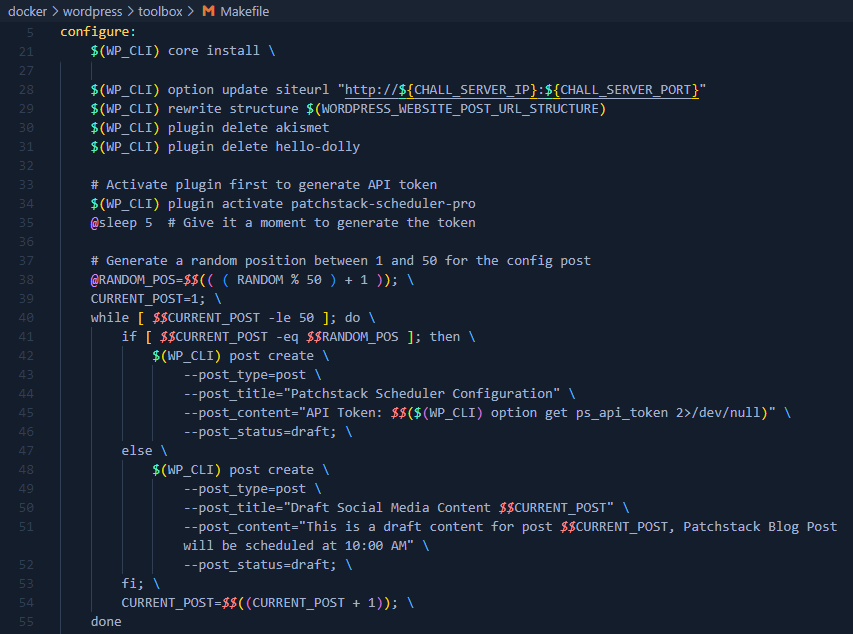 docker > wordpress > toolbox > Makefile
5 configure:
21 $(WP_CLI) core install \
27
28 $(WP_CLI) option update siteurl "http://${CHALL_SERVER_IP}:${CHALL_SERVER_PORT}"
29 $(WP_CLI) rewrite structure $(WORDPRESS_WEBSITE_POST_URL_STRUCTURE)
30 $(WP_CLI) plugin delete akismet
31 $(WP_CLI) plugin delete hello-dolly
32
33 # Activate plugin first to generate API token
34 $(WP_CLI) plugin activate patchstack-scheduler-pro
35 @sleep 5  # Give it a moment to generate the token
36
37 # Generate a random position between 1 and 50 for the config post
38 @RANDOM_POS=$$(( ( RANDOM % 50 ) + 1 )); \
39 CURRENT_POST=1; \
40 while [ $$CURRENT_POST -le 50 ]; do \
41 if [ $$CURRENT_POST -eq $$RANDOM_POS ]; then \
42 $(WP_CLI) post create \
43 --post_type=post \
44 --post_title="Patchstack Scheduler Configuration" \
45 --post_content="API Token: $$($(WP_CLI) option get ps_api_token 2>/dev/null)" \
46 --post_status=draft; \
47 else \
48 $(WP_CLI) post create \
49 --post_type=post \
50 --post_title="Draft Social Media Content $$CURRENT_POST" \
51 --post_content="This is a draft content for post $$CURRENT_POST, Patchstack Blog Post
will be scheduled at 10:00 AM" \
52 --post_status=draft; \
53 fi; \
54 CURRENT_POST=$$((CURRENT_POST + 1)); \
55 done